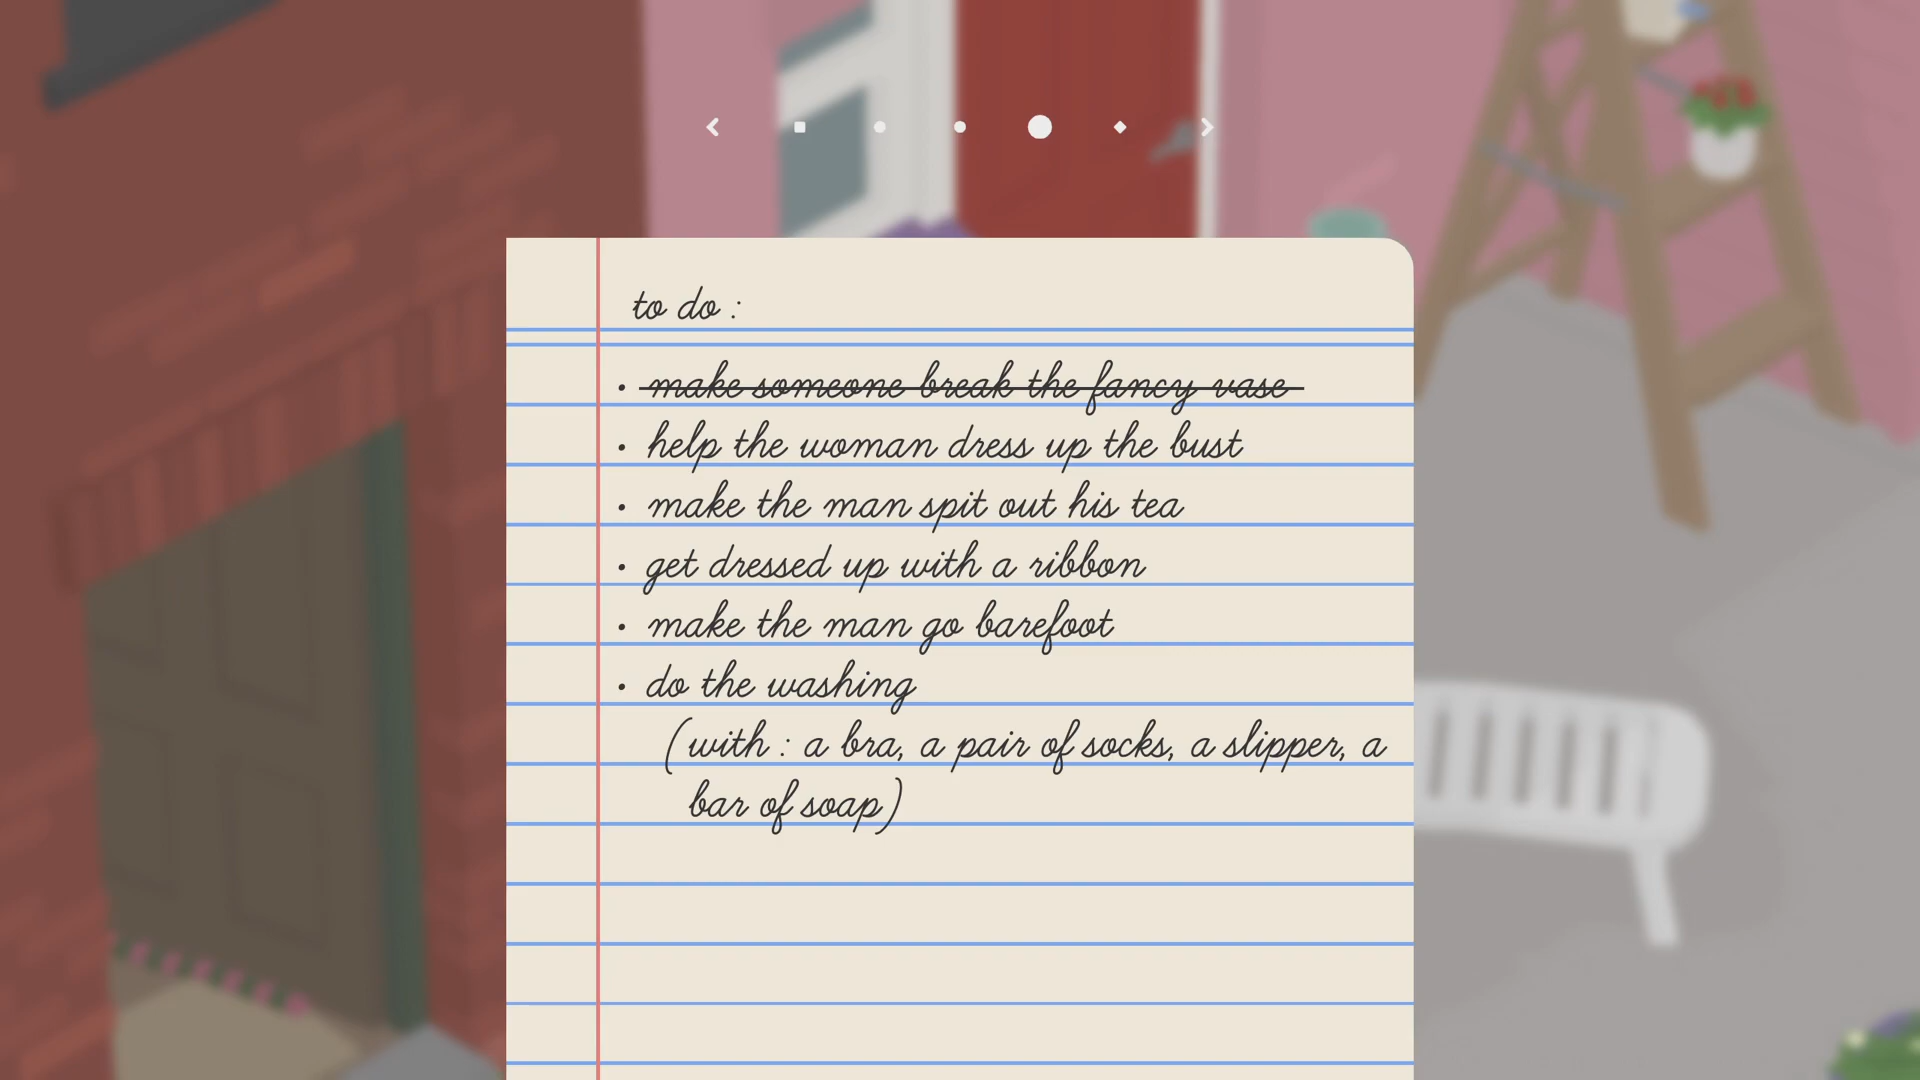 to do :
• make someone break the fancy vase
• help the woman dress up the bust
• make the man spit out his tea
• get dressed up with a ribbon
• make the man go barefoot
• do the washing
(with : a bra, a pair of socks, a slipper, a
bar of soap)